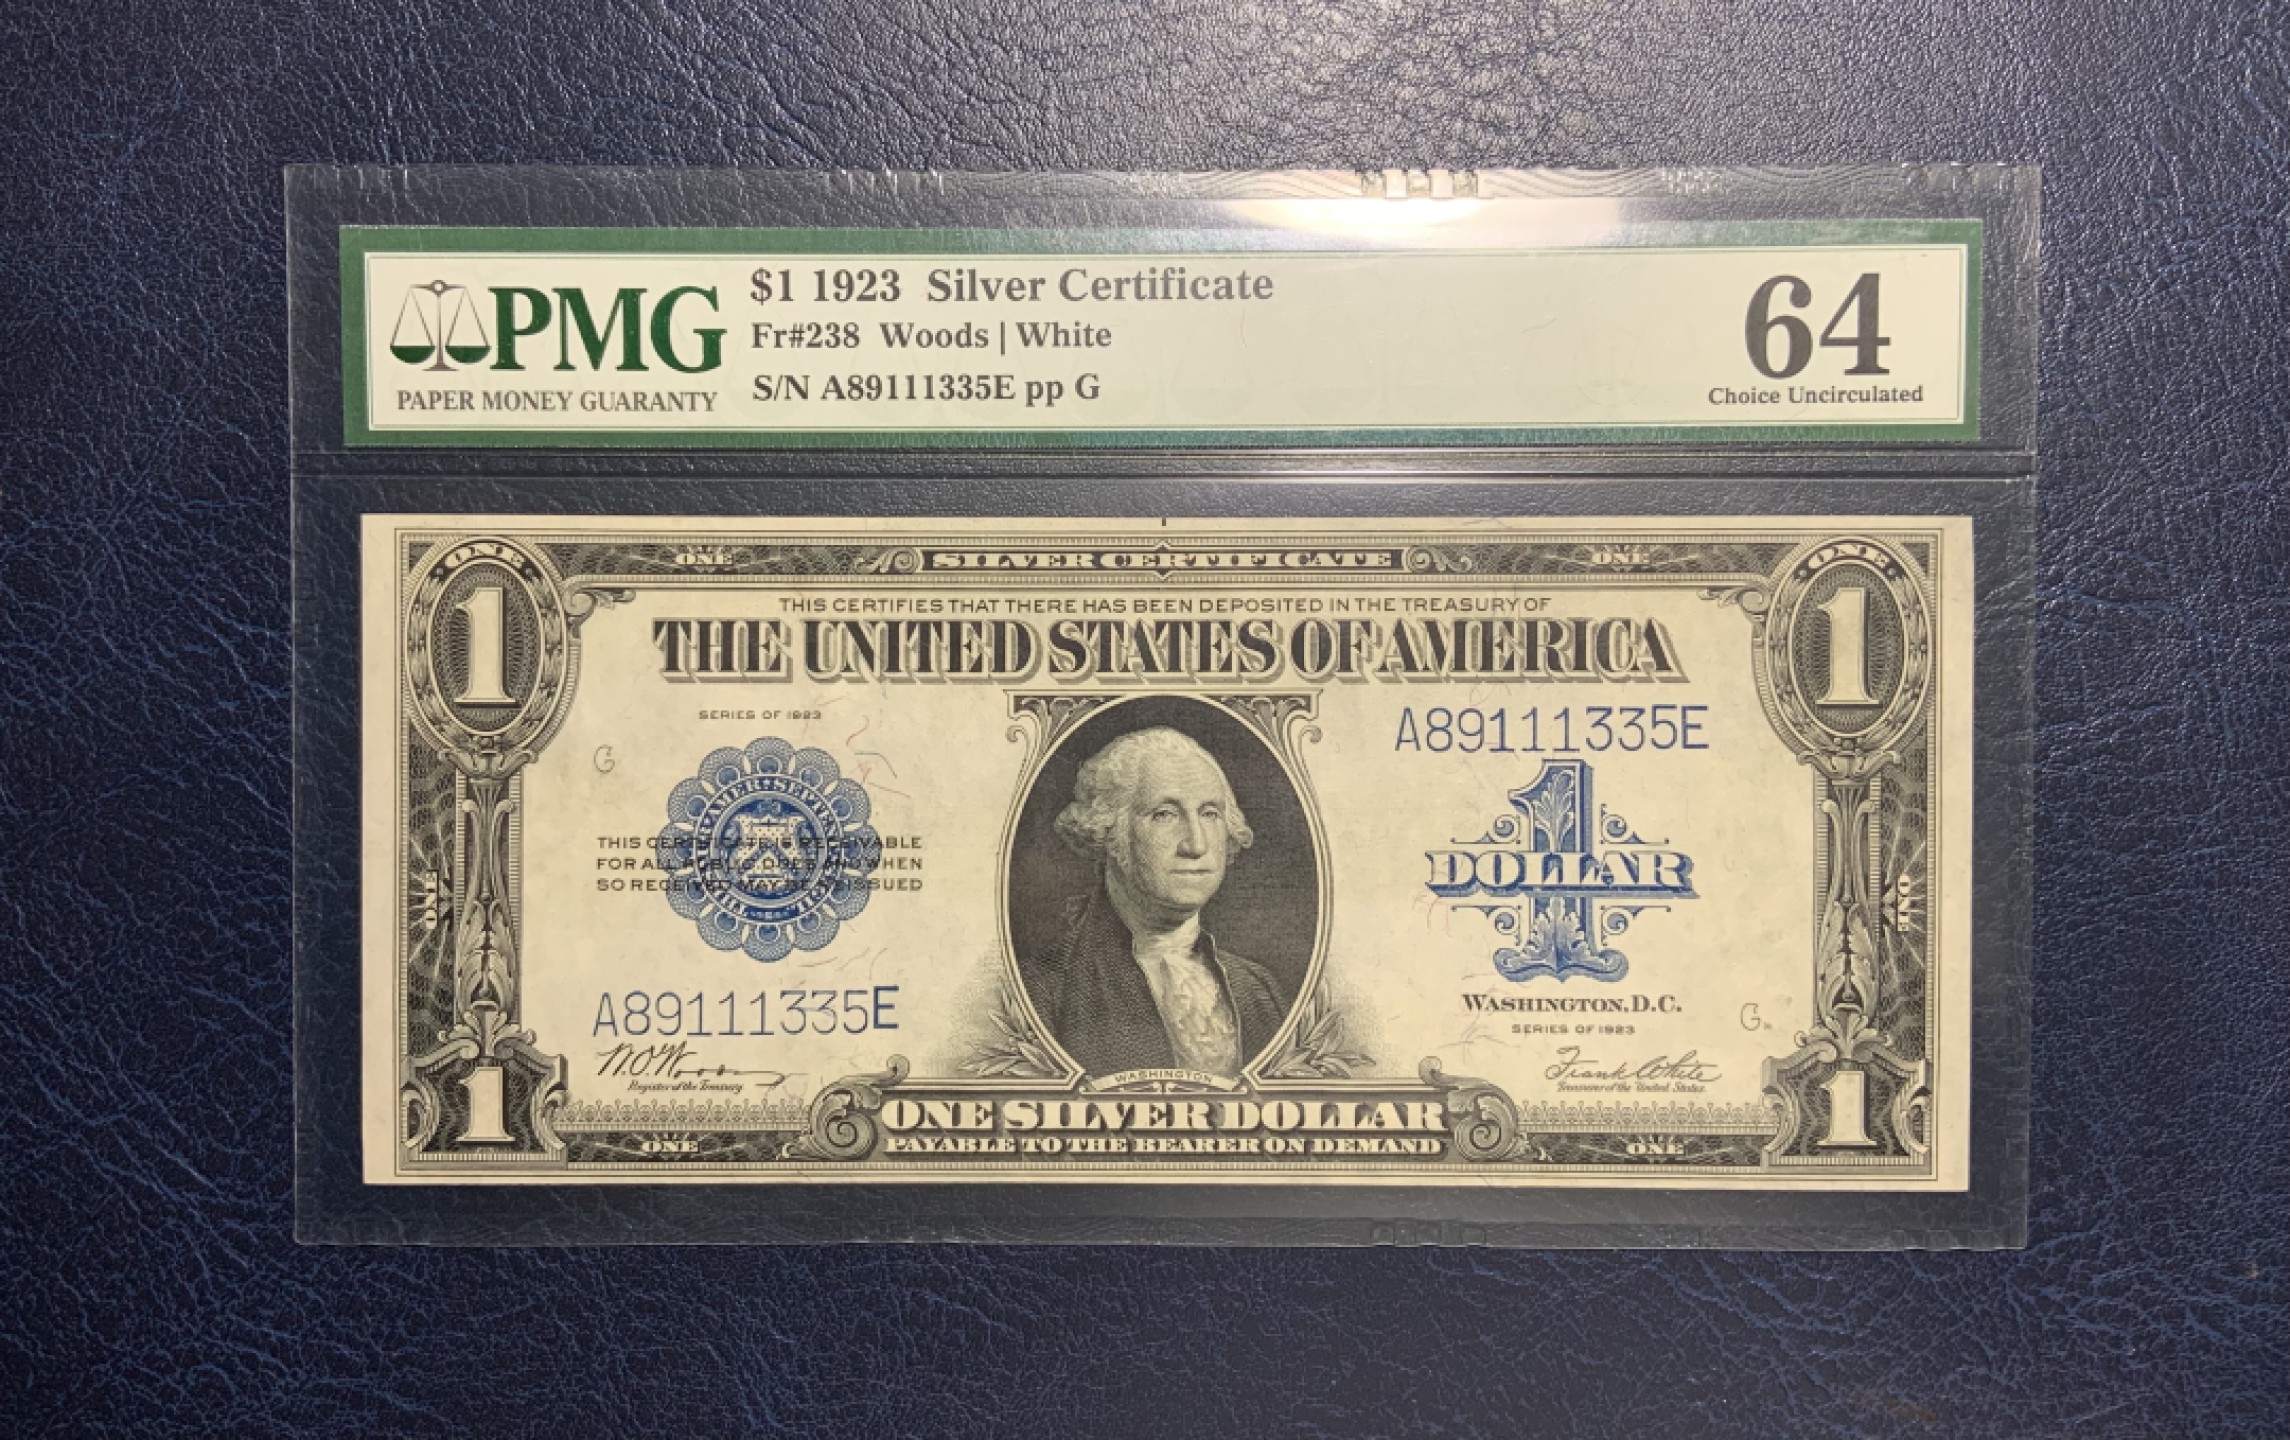 PMG
PAPER MONEY GUARANTY
$1 1923 Silver Certificate
Fr#238 Woods | White
S/N A89111335E pp G
64
Choice Uncirculated
ONE
ONE
SILVER CERTIFICATE
ONE
ONE
1
1
THIS CERTIFIES THAT THERE HAS BEEN DEPOSITED IN THE TREASURY OF
THE UNITED STATES OF AMERICA
SERIES OF 1923
A89111335E
G
THIS CERTIFICATE IS RECEIVABLE
FOR ALL PUBLIC DUES AND WHEN
SO RECEIVED MAY BE REISSUED
1
DOLLAR
ONE
ONE
WASHINGTON, D.C.
SERIES OF 1923
G
A89111335E
Register of the Treasury
Frank White
Treasurer of the United States
WASHINGTON
1
1
ONE SILVER DOLLAR
PAYABLE TO THE BEARER ON DEMAND
ONE
ONE